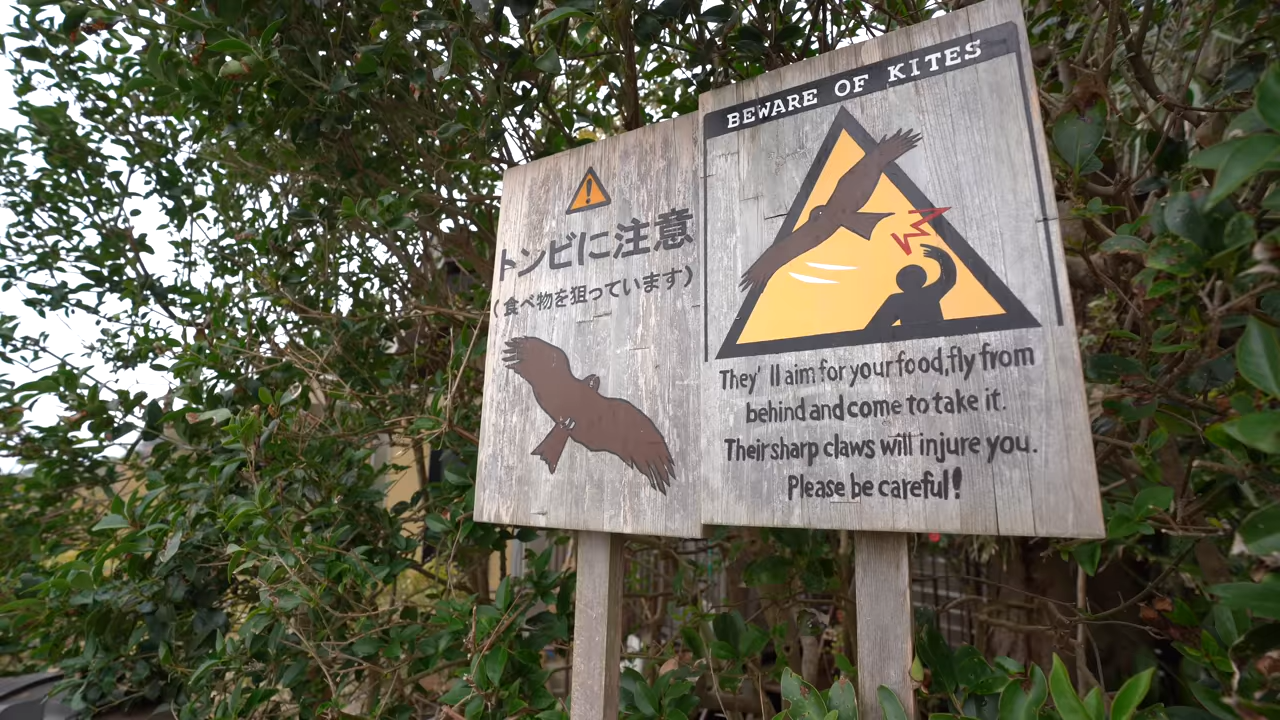 トンビに注意
(食べ物を狙っています)
BEWARE OF KITES
They'll aim for your food,fly from
behind and come to take it.
Their sharp claws will injure you.
Please be careful!